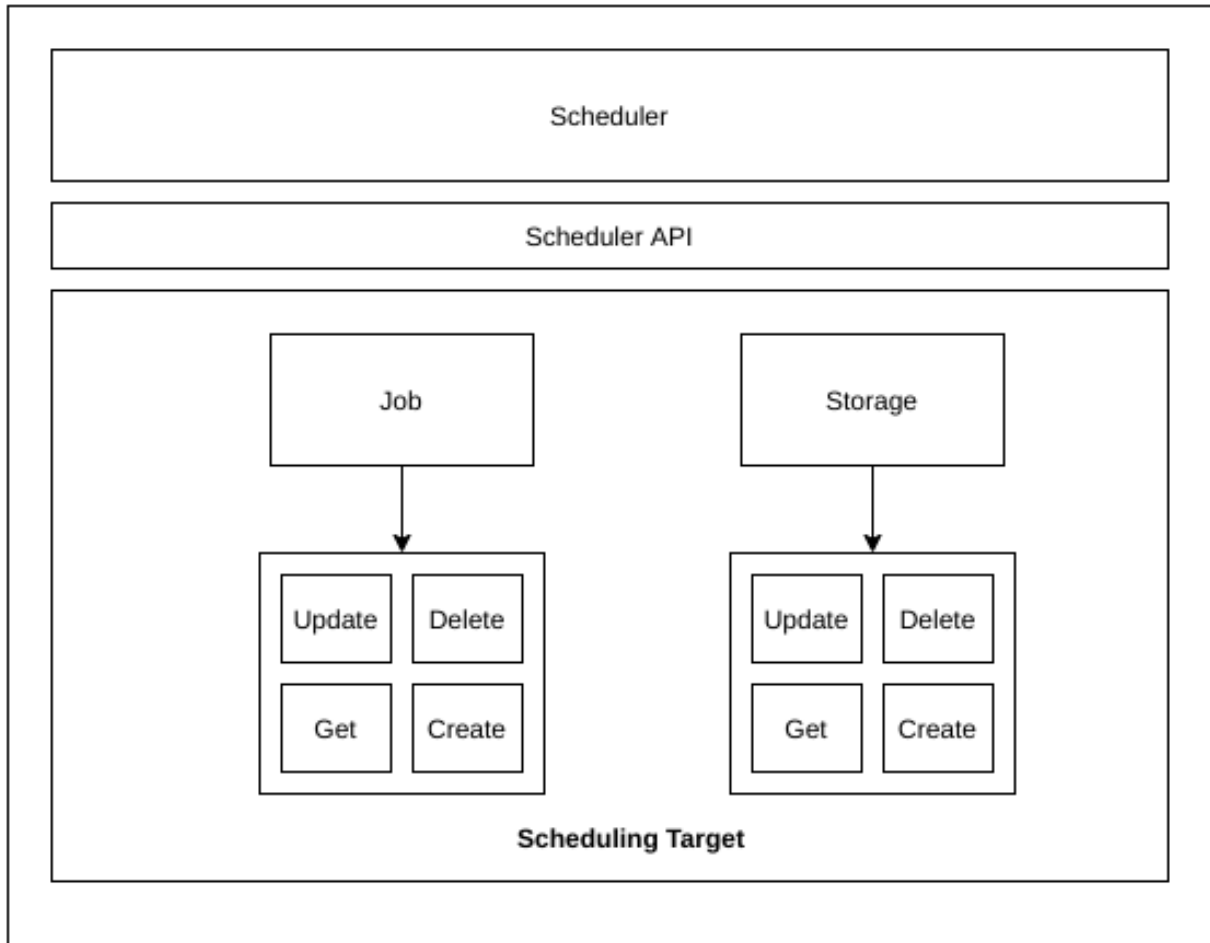 Scheduler
Scheduler API
Job Storage
Update Delete Update Delete
Get Create Get Create
Scheduling Target